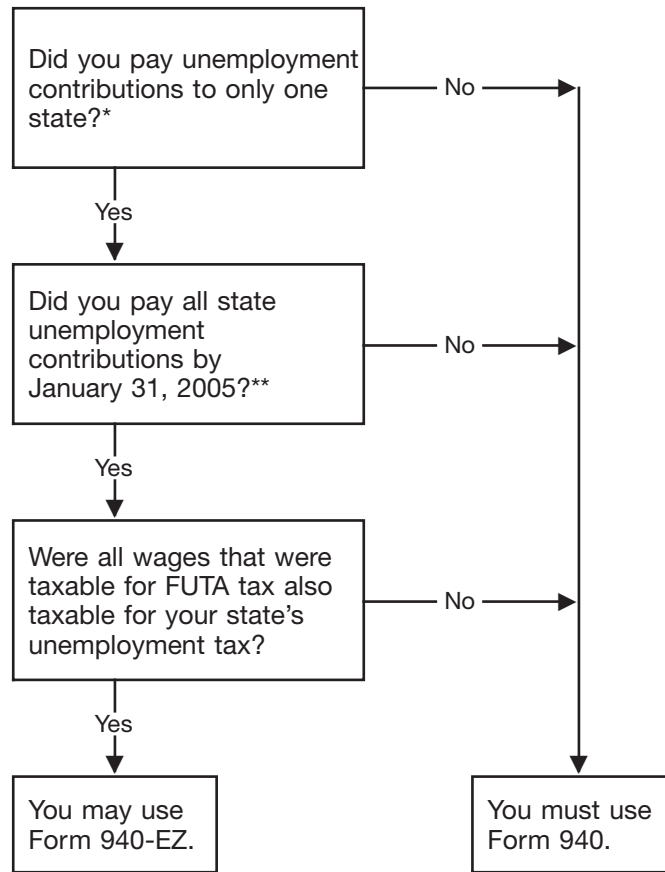 Did you pay unemployment
contributions to only one
state?*
No
Yes
Did you pay all state
unemployment
contributions by
January 31, 2005?**
No
Yes
Were all wages that were
taxable for FUTA tax also
taxable for your state’s
unemployment tax?
No
Yes
You may use
Form 940-EZ.
You must use
Form 940.